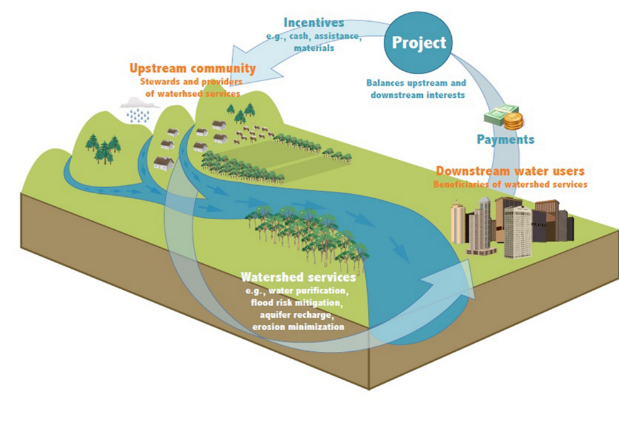 Incentives
e.g., cash, assistance,
materials
Project
Balances upstream and
downstream interests
Upstream community
Stewards and providers
of waterhsed services
Payments
Downstream water users
Beneficiaries of watershed services
Watershed services
e.g., water purification,
flood risk mitigation,
aquifer recharge,
erosion minimization